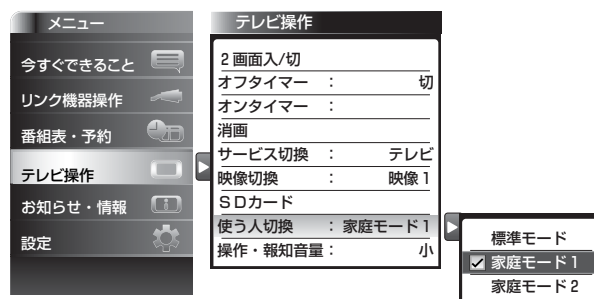 メニュー
今すぐできること
リンク機器操作
番組表・予約
テレビ操作
お知らせ・情報
設定
テレビ操作
2画面入/切
オフタイマー : 切
オンタイマー :
消画
サービス切換 : テレビ
映像切換 : 映像1
SDカード
使う人切換 : 家庭モード1
操作・報知音量 : 小
標準モード
家庭モード1
家庭モード2